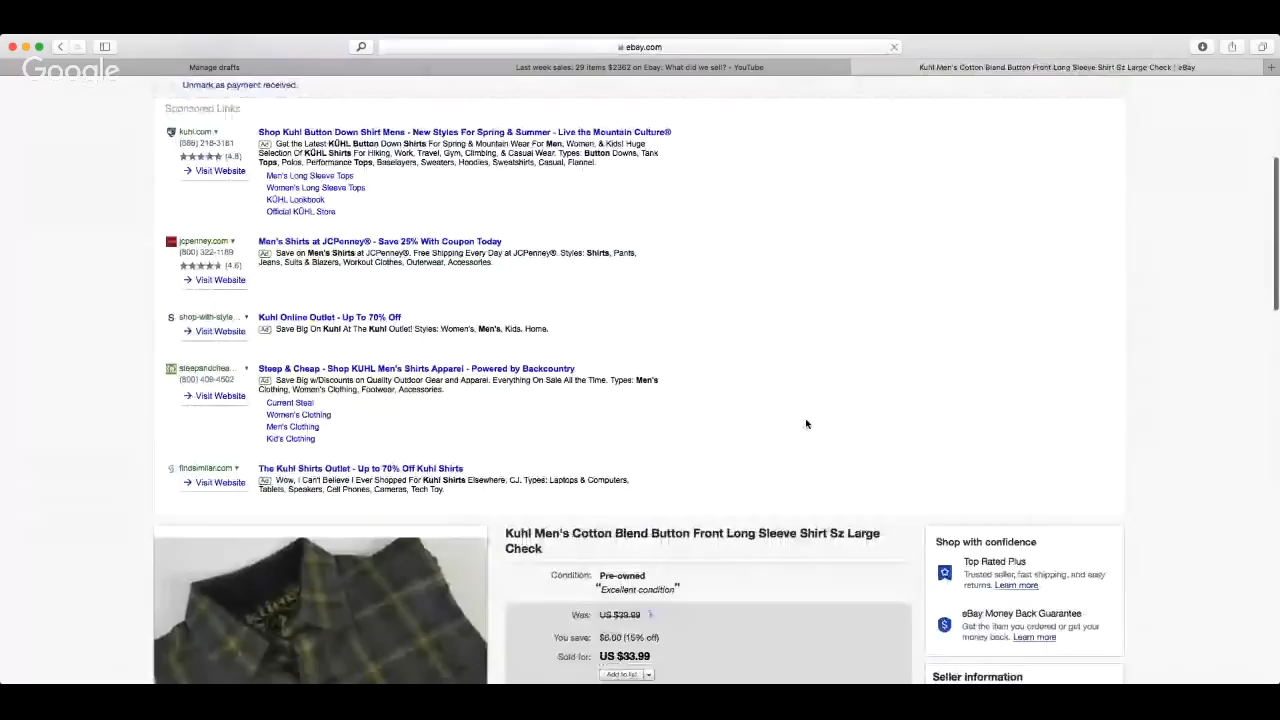 ebay.com
Google
Manage drafts
Last week sales: 29 items $2362 on Ebay: What did we sell? - YouTube
Kuhl Men's Cotton Blend Button Front Long Sleeve Shirt Sz Large Check | eBay
Unmark as payment received.
Sponsored Links
kuhl.com
Shop Kuhl Button Down Shirt Mens - New Styles For Spring & Summer - Live the Mountain Culture®
(4.8)
Ad Get the Latest KÜHL Button Down Shirts For Spring & Mountain Wear For Men, Women, & Kids! Huge
Selection Of KÜHL Shirts For Hiking, Work, Travel, Gym, Climbing, & Casual Wear. Types: Button Downs, Tank
Tops, Polos, Performance Tops, Baselayers, Sweaters, Hoodies, Sweatshirts, Casual, Flannel.
Visit Website
Men's Long Sleeve Tops
Women's Long Sleeve Tops
KÜHL Lookbook
Official KÜHL Store
jcpenney.com
(800) 322-1189
(4.6)
Visit Website
Men's Shirts at JCPenney® - Save 25% With Coupon Today
Ad Save on Men's Shirts at JCPenney®. Free Shipping Every Day at JCPenney®. Styles: Shirts, Pants,
Jeans, Suits & Blazers, Workout Clothes, Outerwear, Accessories.
shop-with-style...
Visit Website
Kuhl Online Outlet - Up To 70% Off
Ad Save Big On Kuhl At The Kuhl Outlet! Styles: Women's, Men's, Kids, Home.
steepandchea...
(800) 409-4502
Visit Website
Steep & Cheap - Shop KUHL Men's Shirts Apparel - Powered by Backcountry
Ad Save Big w/Discounts on Quality Outdoor Gear and Apparel. Everything On Sale All the Time. Types: Men's
Clothing, Women's Clothing, Footwear, Accessories.
Current Steal
Women's Clothing
Men's Clothing
Kid's Clothing
findsimilar.com
Visit Website
The Kuhl Shirts Outlet - Up to 70% Off Kuhl Shirts
Ad Wow, I Can't Believe I Ever Shopped For Kuhl Shirts Elsewhere, CJ. Types: Laptops & Computers,
Tablets, Speakers, Cell Phones, Cameras, Tech Toy.
Kuhl Men's Cotton Blend Button Front Long Sleeve Shirt Sz Large
Check
Condition: Pre-owned
"Excellent condition"
Was: US $39.99
You save: $6.00 (15% off)
Sold for: US $33.99
Add to list
Shop with confidence
Top Rated Plus
Trusted seller, fast shipping, and easy
returns. Learn more
eBay Money Back Guarantee
Get the item you ordered or get your
money back. Learn more
Seller information